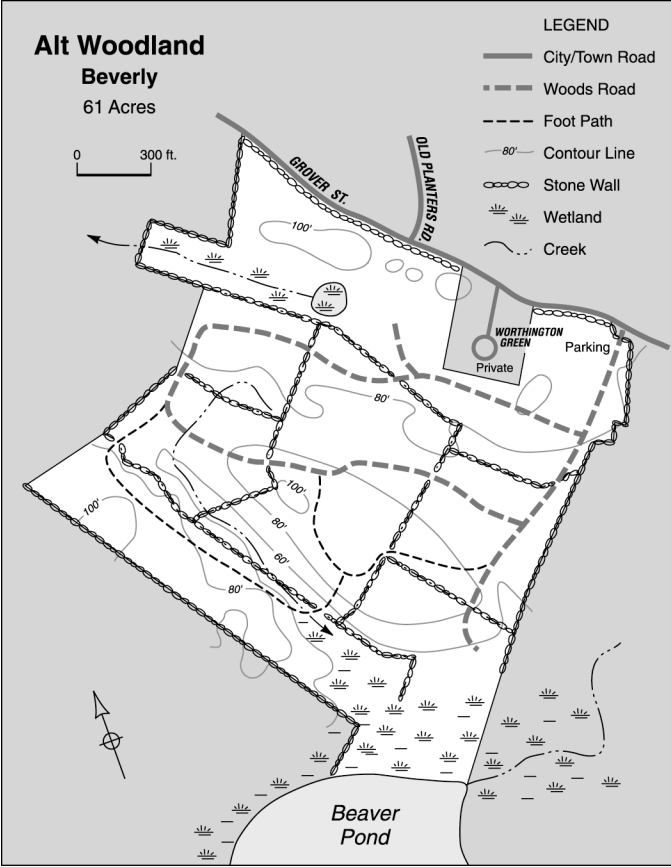 Alt Woodland
Beverly
61 Acres
0 300 ft.
LEGEND
City/Town Road
Woods Road
Foot Path
80' Contour Line
Stone Wall
Wetland
Creek
GROVER ST.
OLD PLANTERS RD.
100'
WORTHINGTON
GREEN
Private
Parking
80'
100'
100'
80'
60'
80'
Beaver
Pond